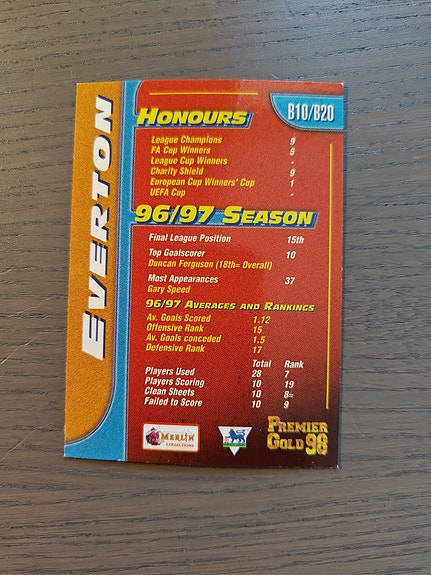 EVERTON
HONOURS
B10/B20
League Champions 9
FA Cup Winners 9
League Cup Winners -
Charity Shield 9
European Cup Winners' Cup 1
UEFA Cup -
96/97 SEASON
Final League Position 15th
Top Goalscorer 10
Duncan Ferguson (18th= Overall)
Most Appearances 37
Gary Speed
96/97 AVERAGES AND RANKINGS
Av. Goals Scored 1.12
Offensive Rank 15
Av. Goals conceded 1.5
Defensive Rank 17
Total Rank
Players Used 28 7
Players Scoring 10 19
Clean Sheets 10 8=
Failed to Score 10 9
MERLIN
COLLECTIONS
PREMIER
GOLD 98